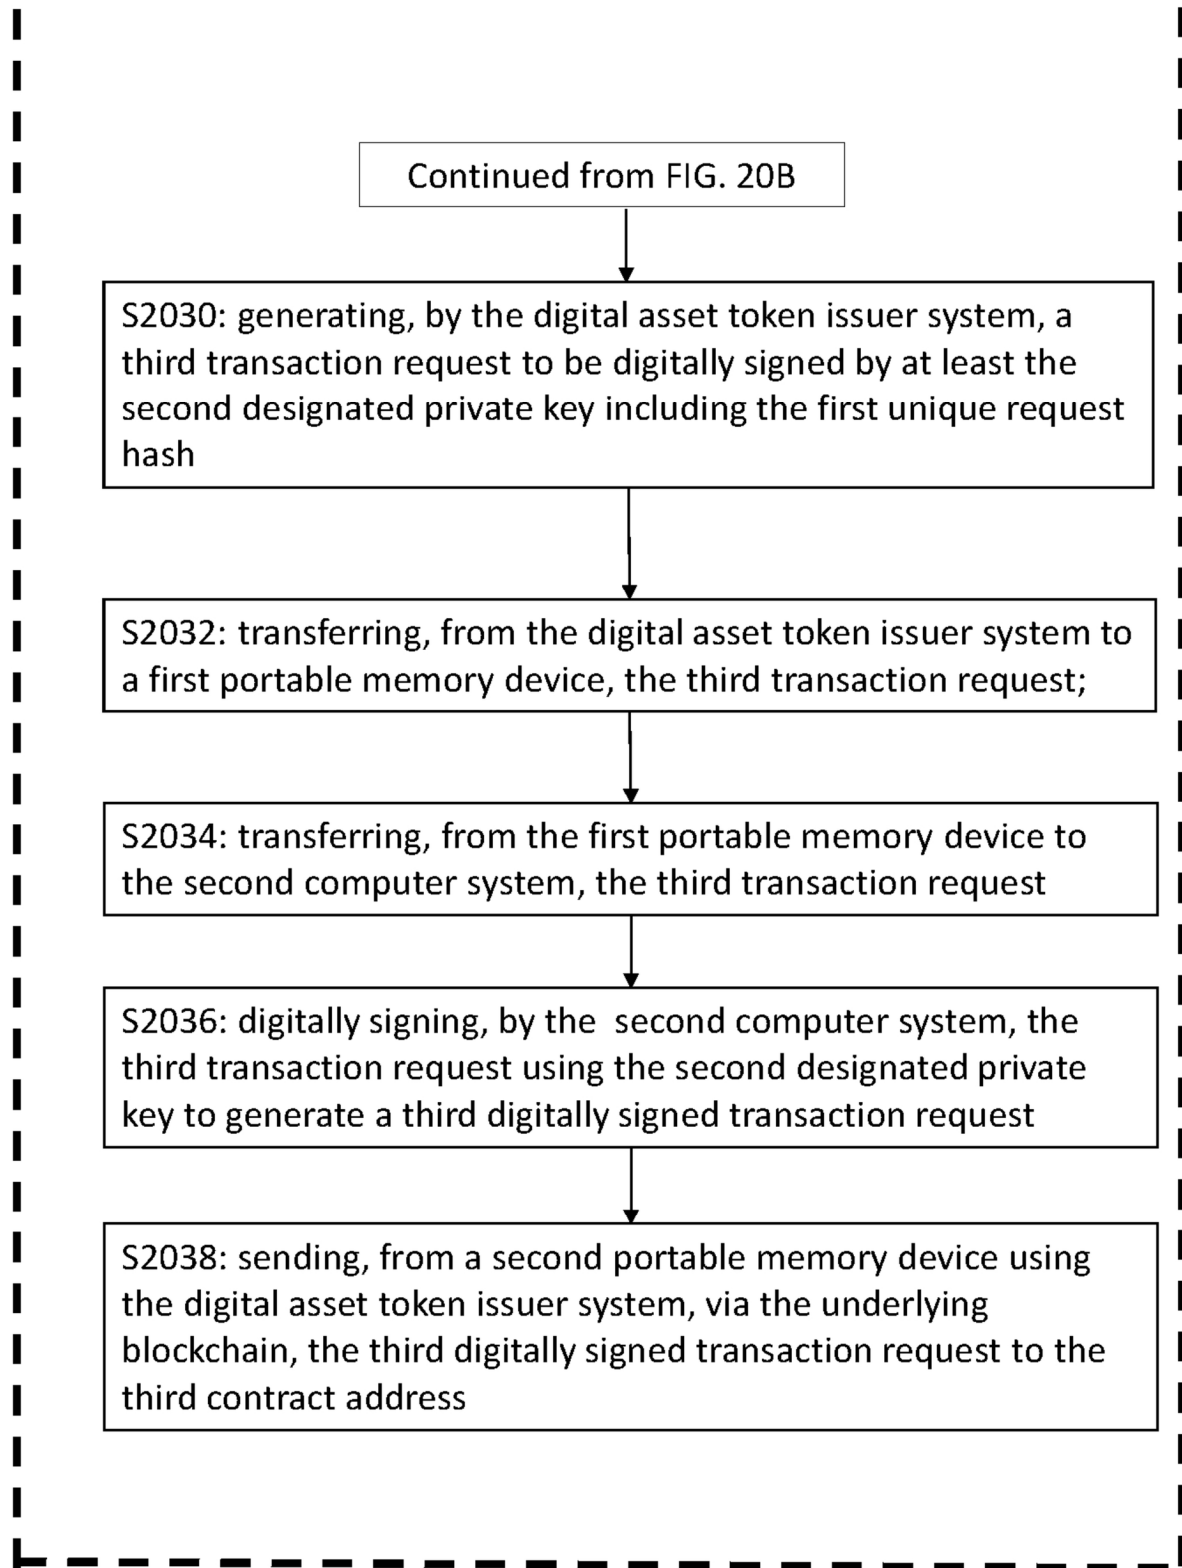 Continued from FIG. 20B
S2030: generating, by the digital asset token issuer system, a
third transaction request to be digitally signed by at least the
second designated private key including the first unique request
hash
S2032: transferring, from the digital asset token issuer system to
a first portable memory device, the third transaction request;
S2034: transferring, from the first portable memory device to
the second computer system, the third transaction request
S2036: digitally signing, by the  second computer system, the
third transaction request using the second designated private
key to generate a third digitally signed transaction request
S2038: sending, from a second portable memory device using
the digital asset token issuer system, via the underlying
blockchain, the third digitally signed transaction request to the
third contract address